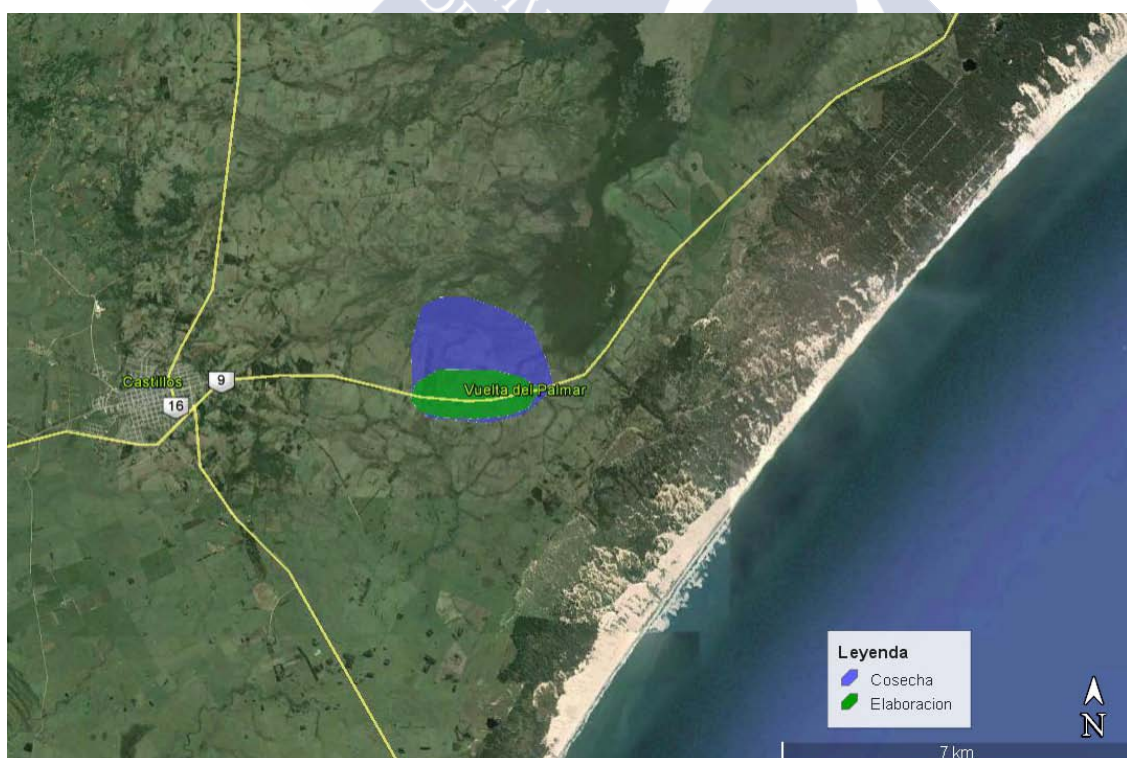 Castillos
9
16
Vuelta del Palmar
Leyenda
Cosecha
Elaboracion
N
7 km